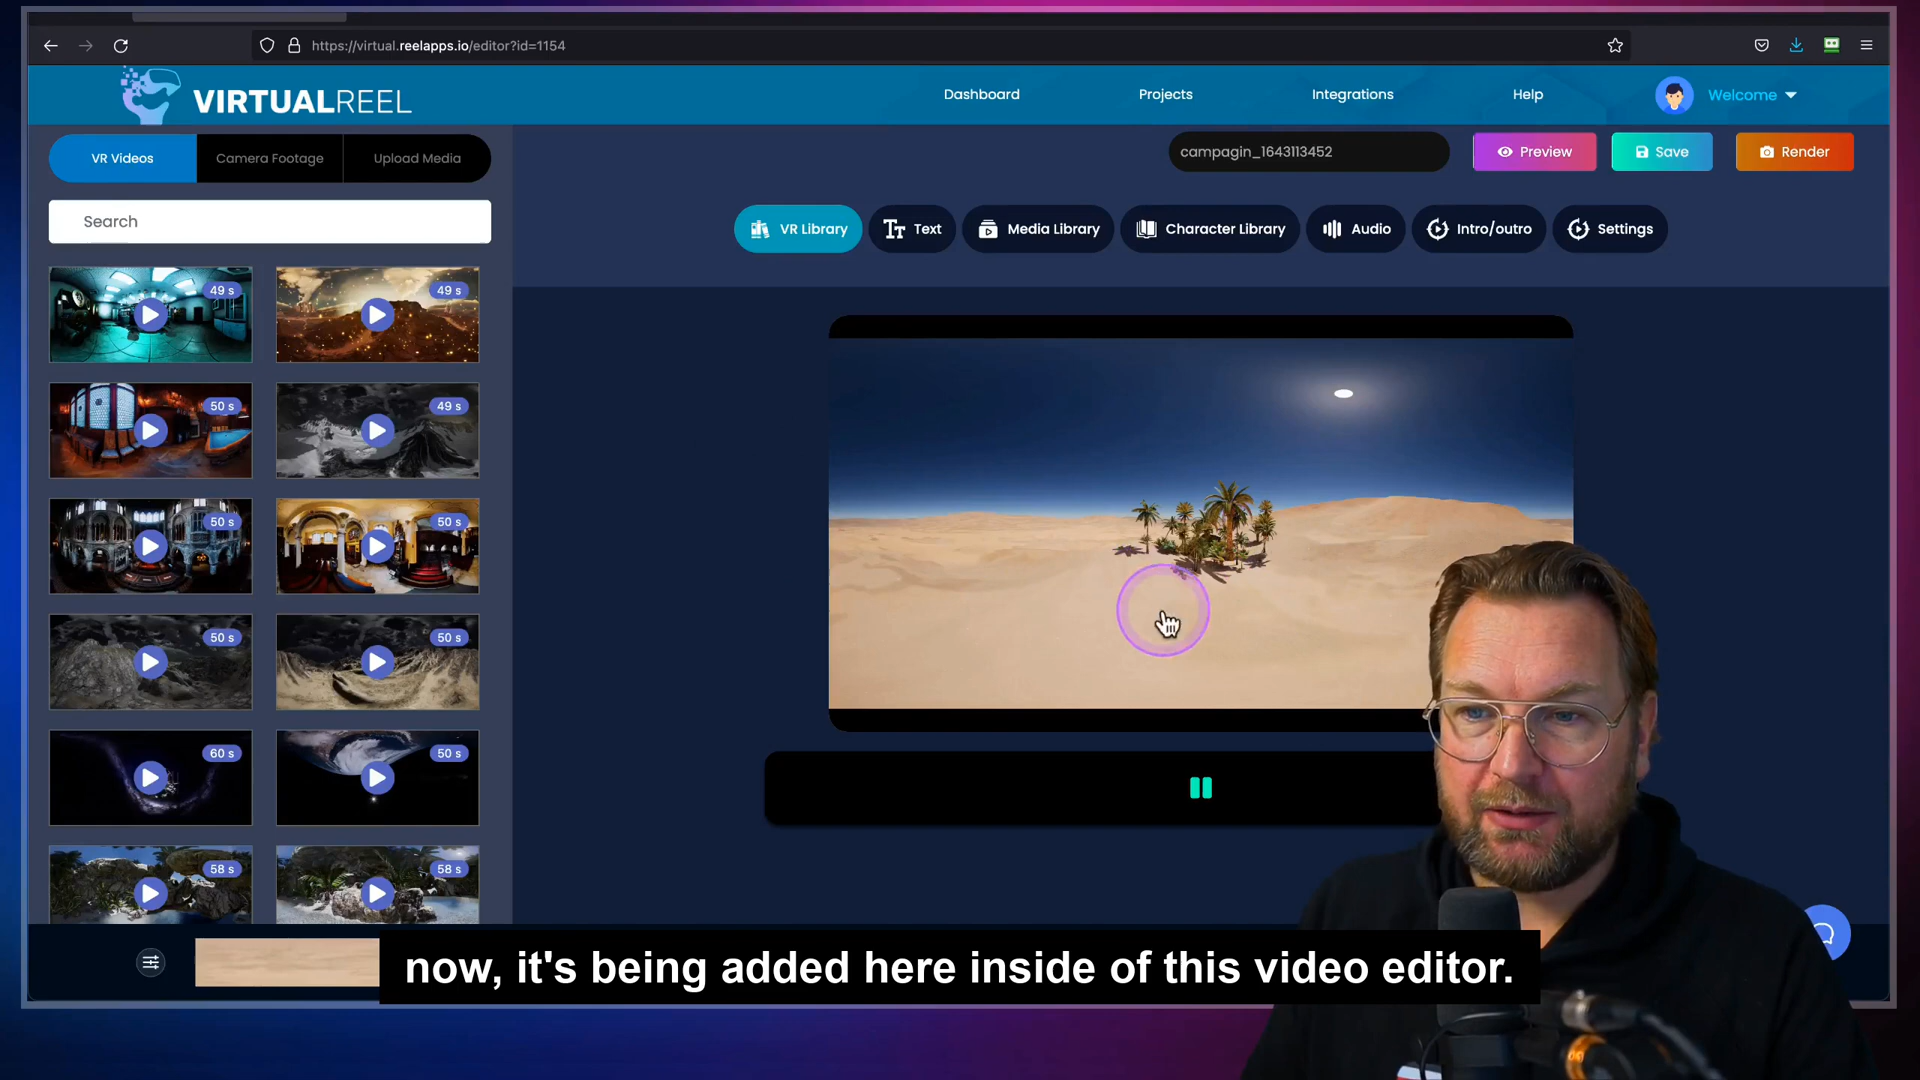 https://virtual.reelapps.io/editor?id=1154
VIRTUALREEL
Dashboard
Projects
Integrations
Help
Welcome
VR Videos
Camera Footage
Upload Media
campagin_1643113452
Preview
Save
Render
Search
VR Library
Text
Media Library
Character Library
Audio
Intro/outro
Settings
49 s
49 s
50 s
49 s
50 s
50 s
50 s
50 s
60 s
50 s
58 s
58 s
now, it's being added here inside of this video editor.